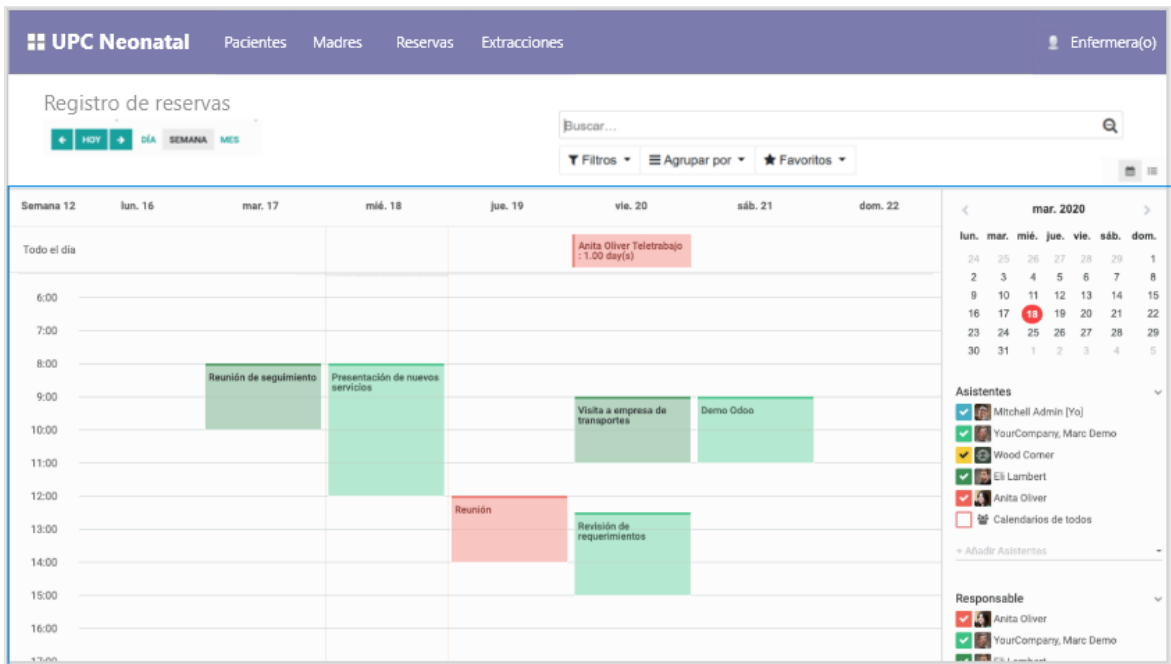 UPC Neonatal Pacientes Madres Reservas Extracciones Enfermera(o)
Registro de reservas
HOY DÍA SEMANA MES
Buscar...
Filtros Agrupar por Favoritos
Semana 12 lun. 16 mar. 17 mié. 18 jue. 19 vie. 20 sáb. 21 dom. 22
Todo el día
Anita Oliver Teletrabajo
: 1.00 day(s)
6:00
7:00
8:00
Reunión de seguimiento
Presentación de nuevos
servicios
9:00
Visita a empresa de
transportes
Demo Odoo
10:00
11:00
12:00
Reunión
Revisión de
requerimientos
13:00
14:00
15:00
16:00
17:00
mar. 2020
lun. mar. mié. jue. vie. sáb. dom.
24 25 26 27 28 29 1
2 3 4 5 6 7 8
9 10 11 12 13 14 15
16 17 18 19 20 21 22
23 24 25 26 27 28 29
30 31 1 2 3 4 5
Asistentes
Mitchell Admin [Yo]
YourCompany, Marc Demo
Wood Corner
Eli Lambert
Anita Oliver
Calendarios de todos
+ Añadir Asistentes
Responsable
Anita Oliver
YourCompany, Marc Demo
Eli Lambert